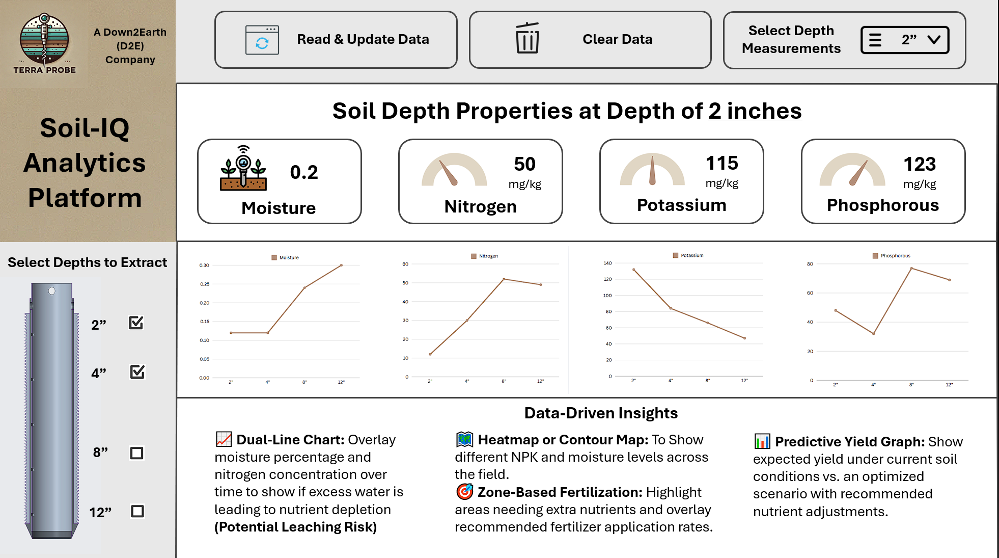 TERRA PROBE
A Down2Earth
(D2E)
Company
Soil-IQ
Analytics
Platform
Read & Update Data
Clear Data
Select Depth
Measurements
2”
Soil Depth Properties at Depth of 2 inches
0.2
Moisture
50
mg/kg
Nitrogen
115
mg/kg
Potassium
123
mg/kg
Phosphorous
Select Depths to Extract
2”
4”
8”
12”
Moisture
0.30
0.25
0.20
0.15
0.10
0.05
0.00
2" 4" 8" 12"
Nitrogen
60
50
40
30
20
10
0
2" 4" 8" 12"
Potassium
140
120
100
80
60
40
20
0
2" 4" 8" 12"
Phosphorous
80
60
40
20
0
2" 4" 8" 12"
Data-Driven Insights
Dual-Line Chart: Overlay
moisture percentage and
nitrogen concentration over
time to show if excess water is
leading to nutrient depletion
(Potential Leaching Risk)
Heatmap or Contour Map: To Show
different NPK and moisture levels across
the field.
Zone-Based Fertilization: Highlight
areas needing extra nutrients and overlay
recommended fertilizer application rates.
Predictive Yield Graph: Show
expected yield under current soil
conditions vs. an optimized
scenario with recommended
nutrient adjustments.